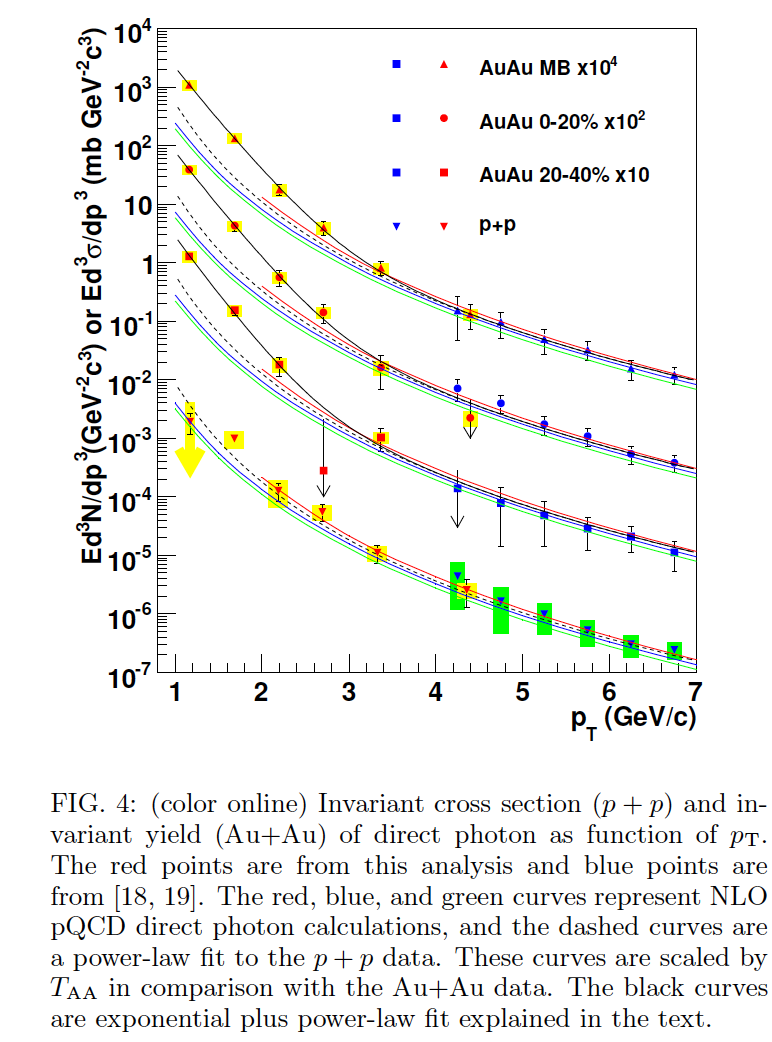 10⁴
10³
10²
10
1
10⁻¹
10⁻²
10⁻³
10⁻⁴
10⁻⁵
10⁻⁶
10⁻⁷
Ed³N/dp³(GeV⁻²c³) or Ed³σ/dp³ (mb GeV⁻²c³)
AuAu MB x10⁴
AuAu 0-20% x10²
AuAu 20-40% x10
p+p
1 2 3 4 5 6 7
p_T (GeV/c)
FIG. 4: (color online) Invariant cross section (p + p) and in-
variant yield (Au+Au) of direct photon as function of p_T.
The red points are from this analysis and blue points are
from [18, 19]. The red, blue, and green curves represent NLO
pQCD direct photon calculations, and the dashed curves are
a power-law fit to the p + p data. These curves are scaled by
T_AA in comparison with the Au+Au data. The black curves
are exponential plus power-law fit explained in the text.